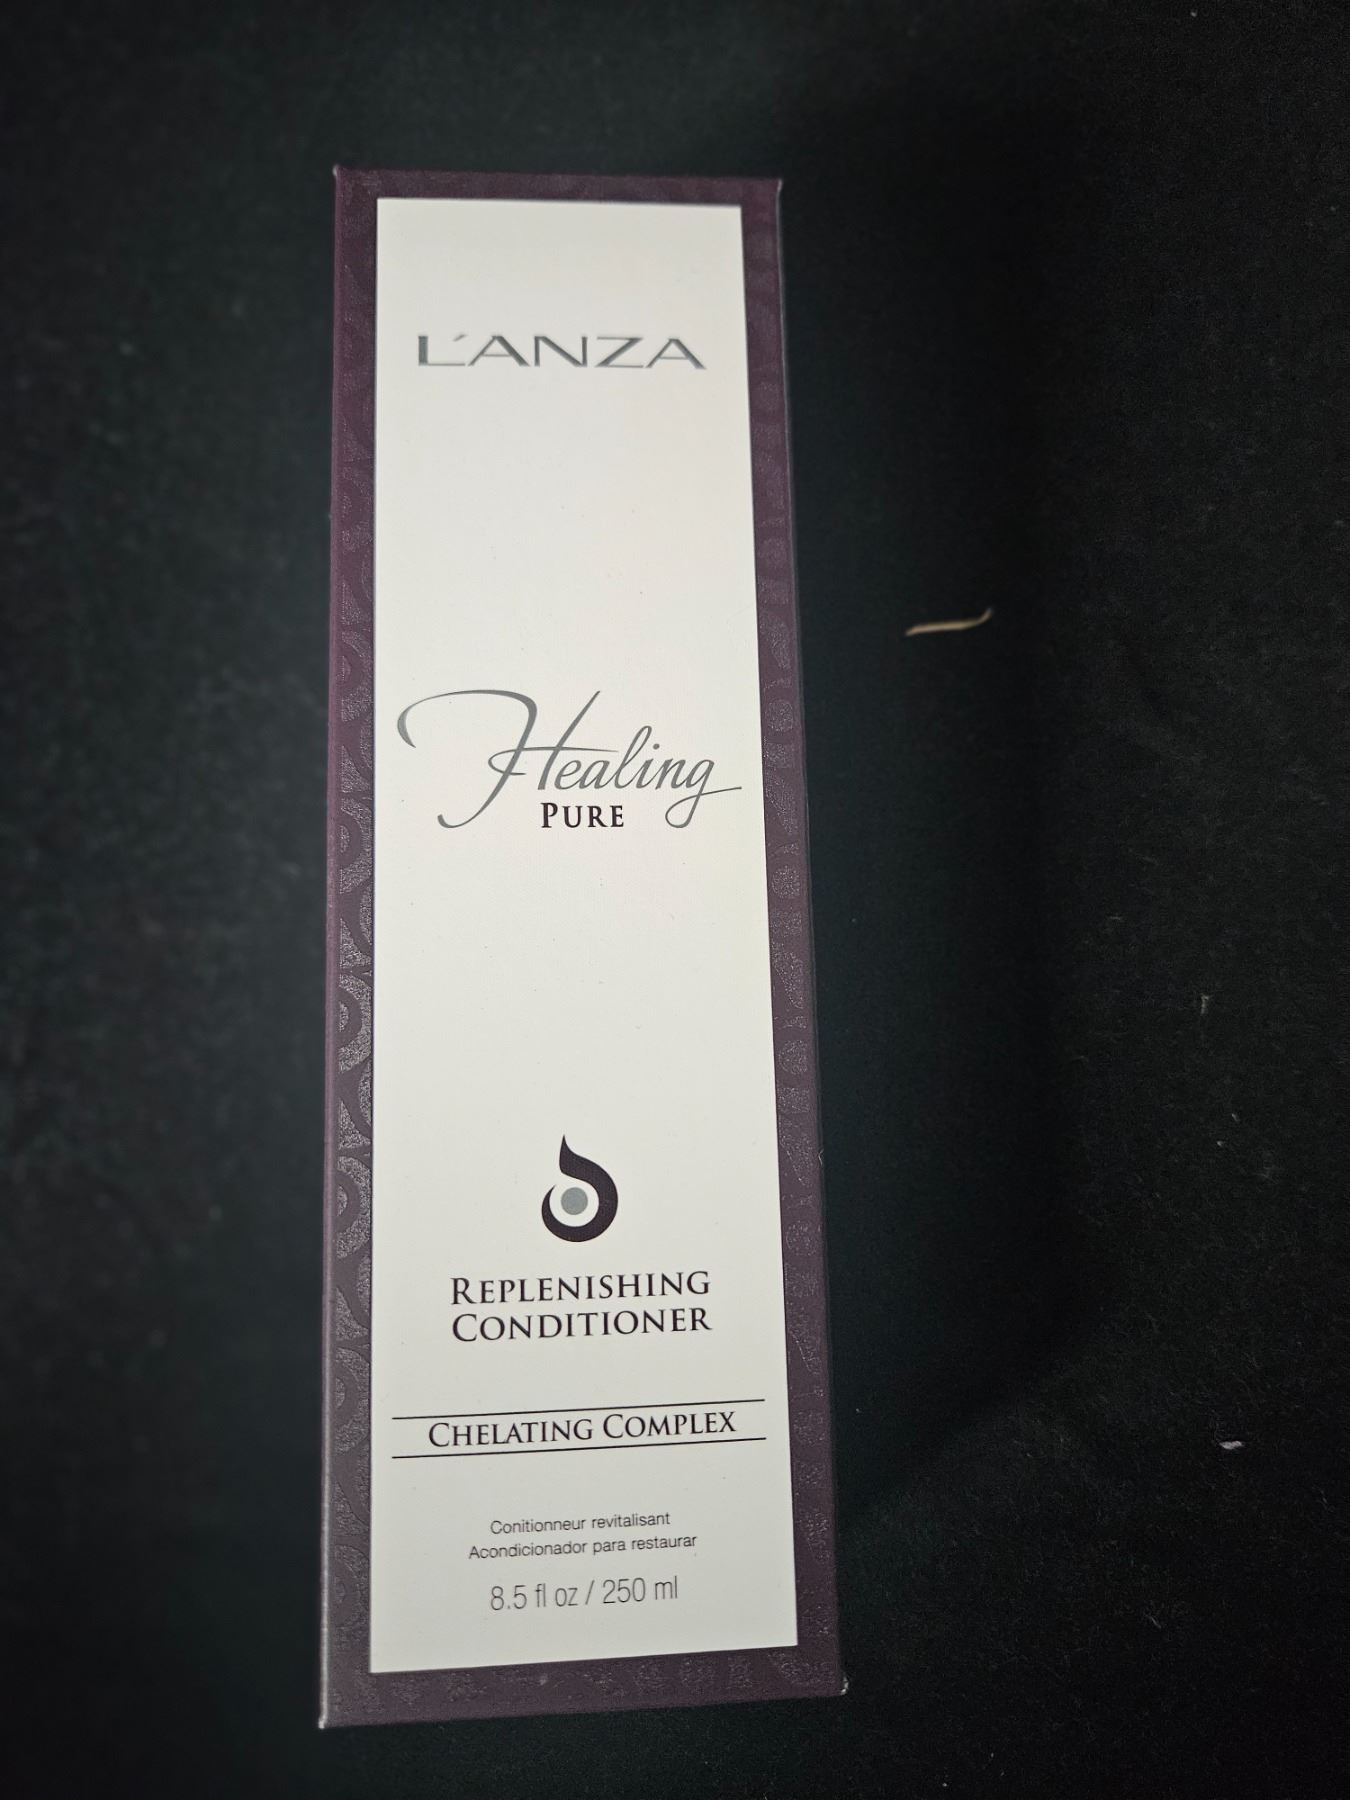 L'ANZA
Healing
PURE
REPLENISHING
CONDITIONER
CHELATING COMPLEX
Conitionneur revitalisant
Acondicionador para restaurar
8.5 fl oz / 250 ml